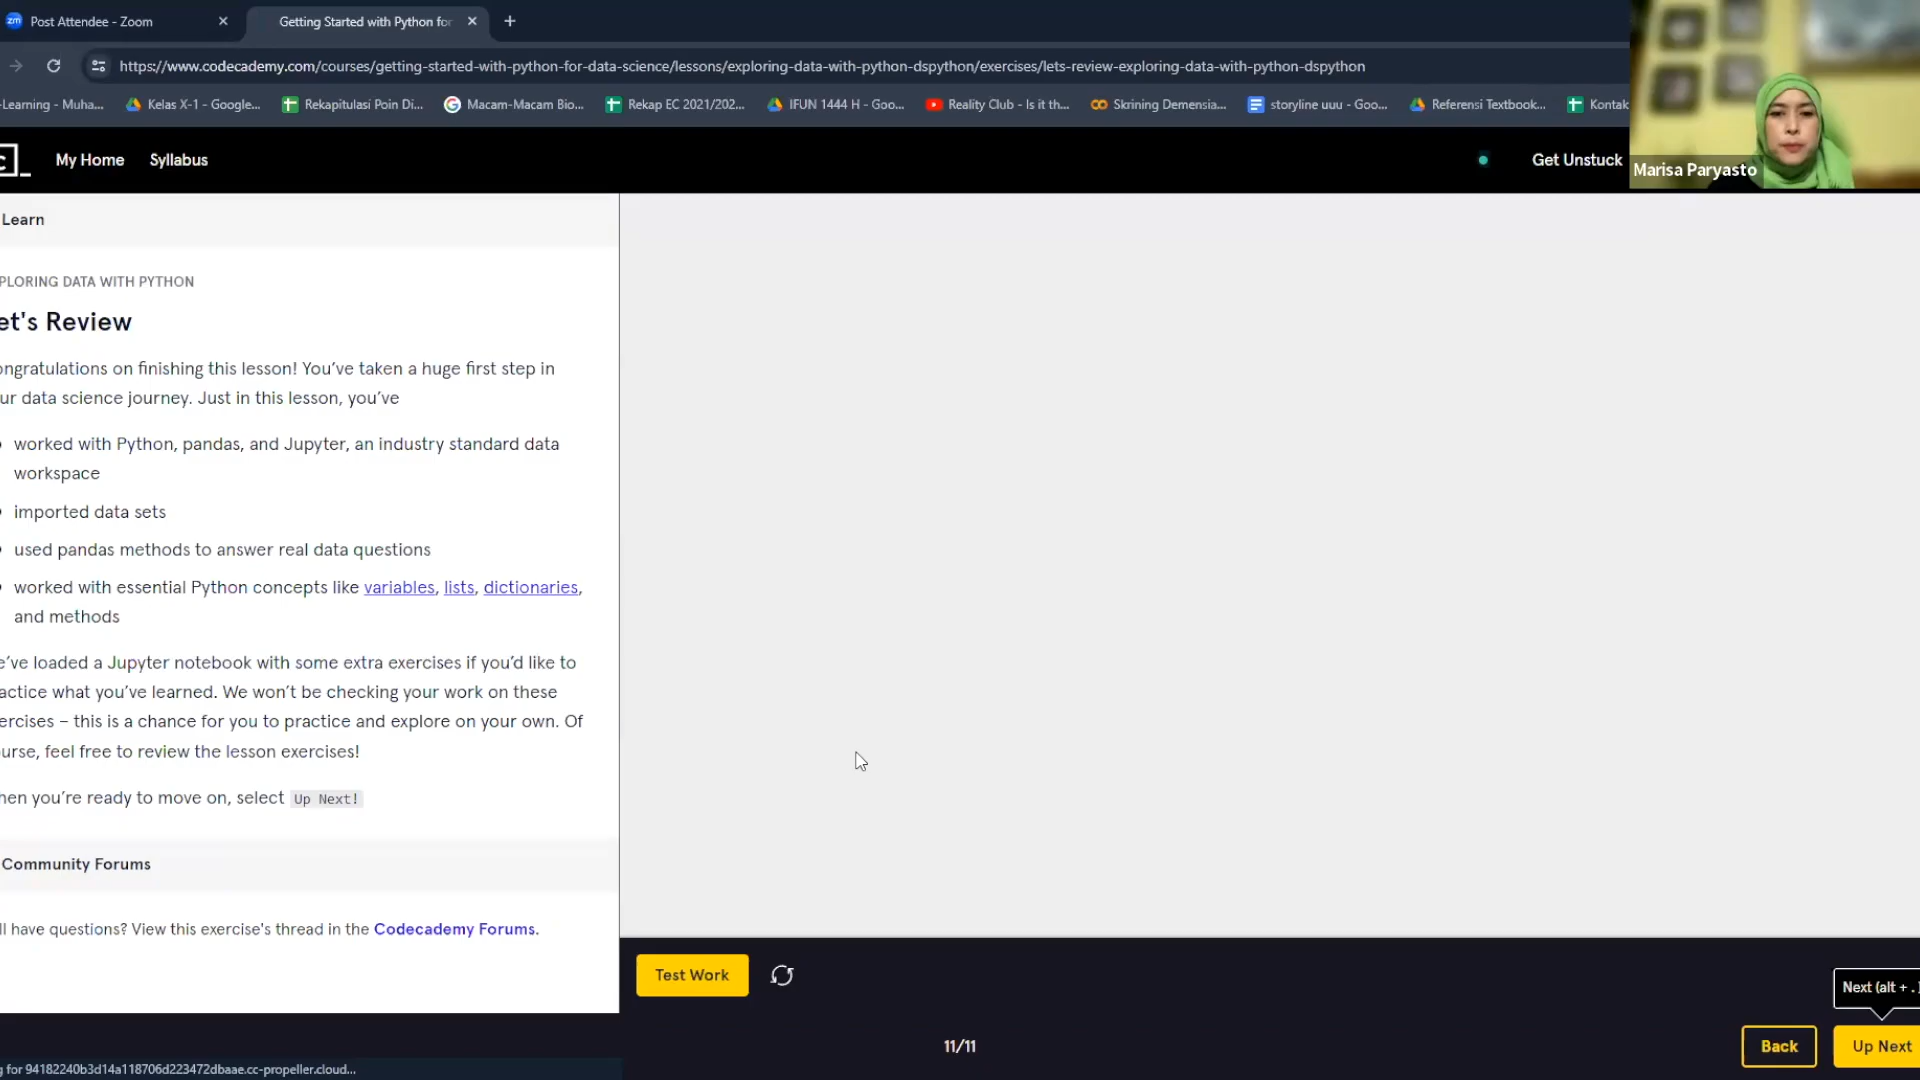 Post Attendee - Zoom
Getting Started with Python for
https://www.codecademy.com/courses/getting-started-with-python-for-data-science/lessons/exploring-data-with-python-dspython/exercises/lets-review-exploring-data-with-python-dspython
-Learning - Muha...
Kelas X-1 - Google...
Rekapitulasi Poin Di...
Macam-Macam Bio...
Rekap EC 2021/202...
IFUN 1444 H - Goo...
Reality Club - Is it th...
Skrining Demensia...
storyline uuu - Goo...
Referensi Textbook...
Kontak
My Home
Syllabus
Get Unstuck
Marisa Paryasto
Learn
PLORING DATA WITH PYTHON
et's Review
ongratulations on finishing this lesson! You've taken a huge first step in
ur data science journey. Just in this lesson, you've
worked with Python, pandas, and Jupyter, an industry standard data
workspace
imported data sets
used pandas methods to answer real data questions
worked with essential Python concepts like variables, lists, dictionaries,
and methods
e've loaded a Jupyter notebook with some extra exercises if you'd like to
actice what you've learned. We won't be checking your work on these
ercises – this is a chance for you to practice and explore on your own. Of
urse, feel free to review the lesson exercises!
hen you're ready to move on, select Up Next!
Community Forums
ll have questions? View this exercise's thread in the Codecademy Forums.
Test Work
Next (alt + .)
11/11
Back
Up Next
g for 94182240b3d14a118706d223472dbaae.cc-propeller.cloud...